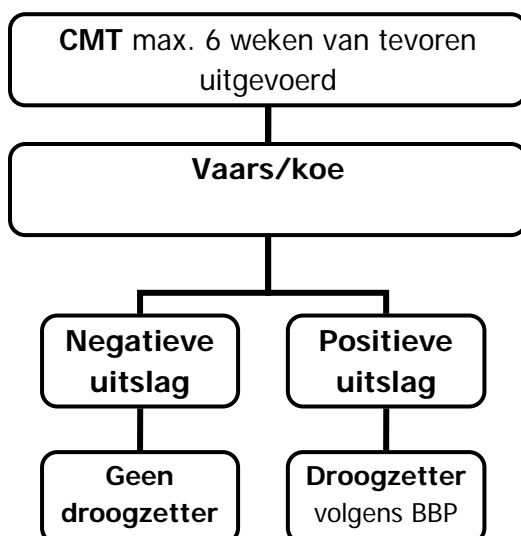 CMT max. 6 weken van tevoren
uitgevoerd
Vaars/koe
Negatieve
uitslag
Positieve
uitslag
Geen
droogzetter
Droogzetter
volgens BBP